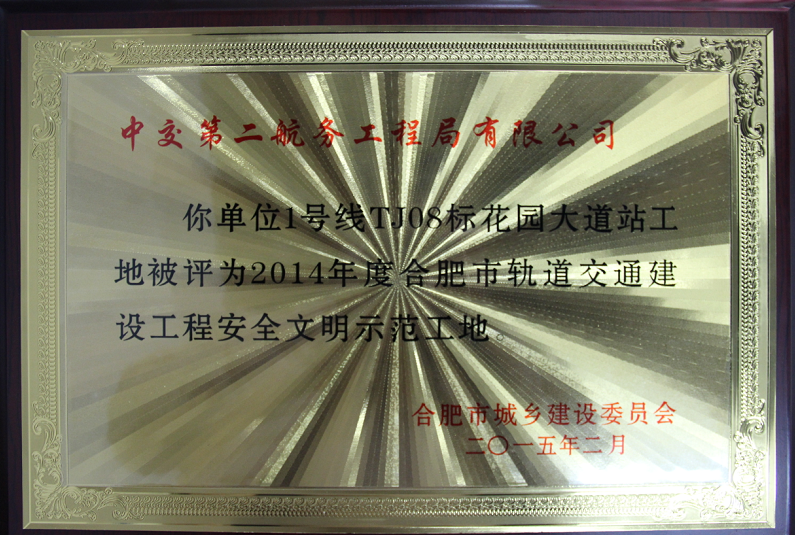 中交第二航务工程局有限公司
你单位1号线TJ08标花园大道站工
地被评为2014年度合肥市轨道交通建
设工程安全文明示范工地。
合肥市城乡建设委员会
二〇一五年二月